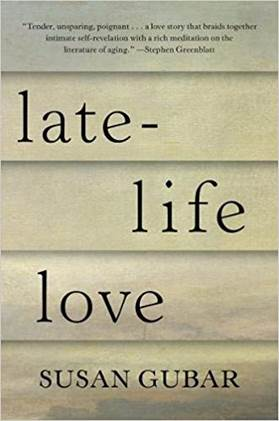 "Tender, unsparing, poignant . . . a love story that braids together
intimate self-revelation with a rich meditation on the
literature of aging." —Stephen Greenblatt
late-
life
love
SUSAN GUBAR